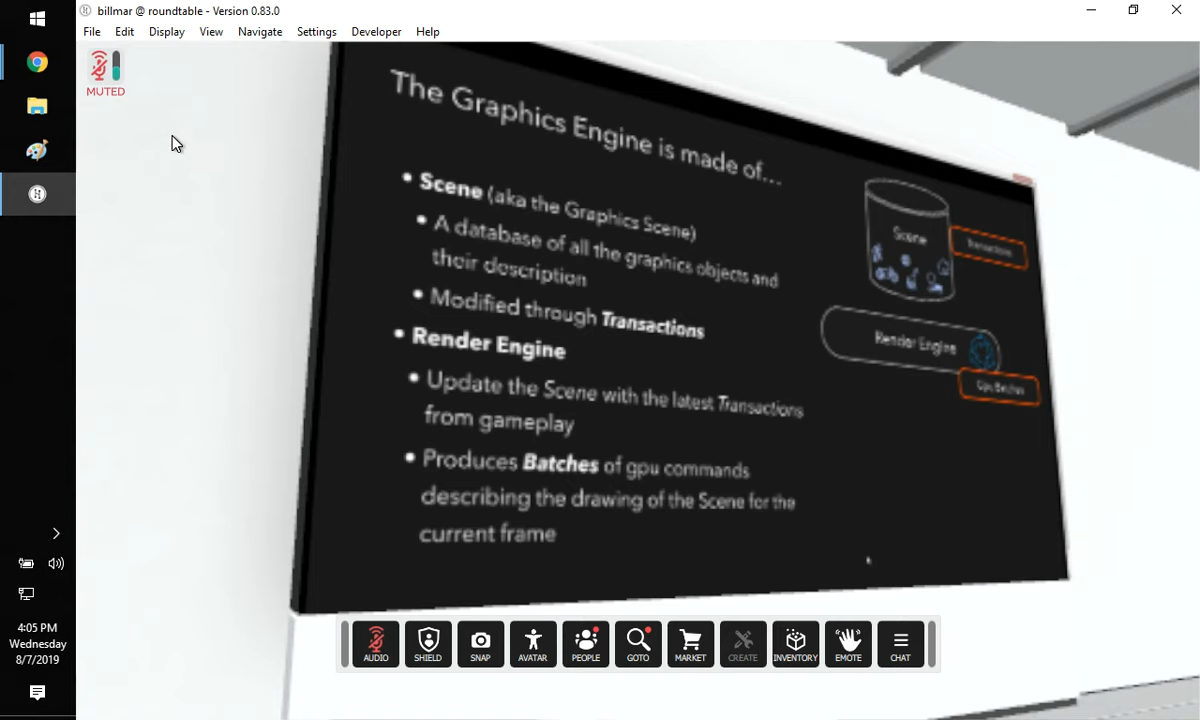 billmar @ roundtable - Version 0.83.0
File Edit Display View Navigate Settings Developer Help
MUTED
The Graphics Engine is made of...
• Scene (aka the Graphics Scene)
• A database of all the graphics objects and
their description
• Modified through Transactions
• Render Engine
• Update the Scene with the latest Transactions
from gameplay
• Produces Batches of gpu commands
describing the drawing of the Scene for the
current frame
Scene
Transactions
Render Engine
Gpu Batches
AUDIO SHIELD SNAP AVATAR PEOPLE GOTO MARKET CREATE INVENTORY EMOTE CHAT
4:05 PM
Wednesday
8/7/2019